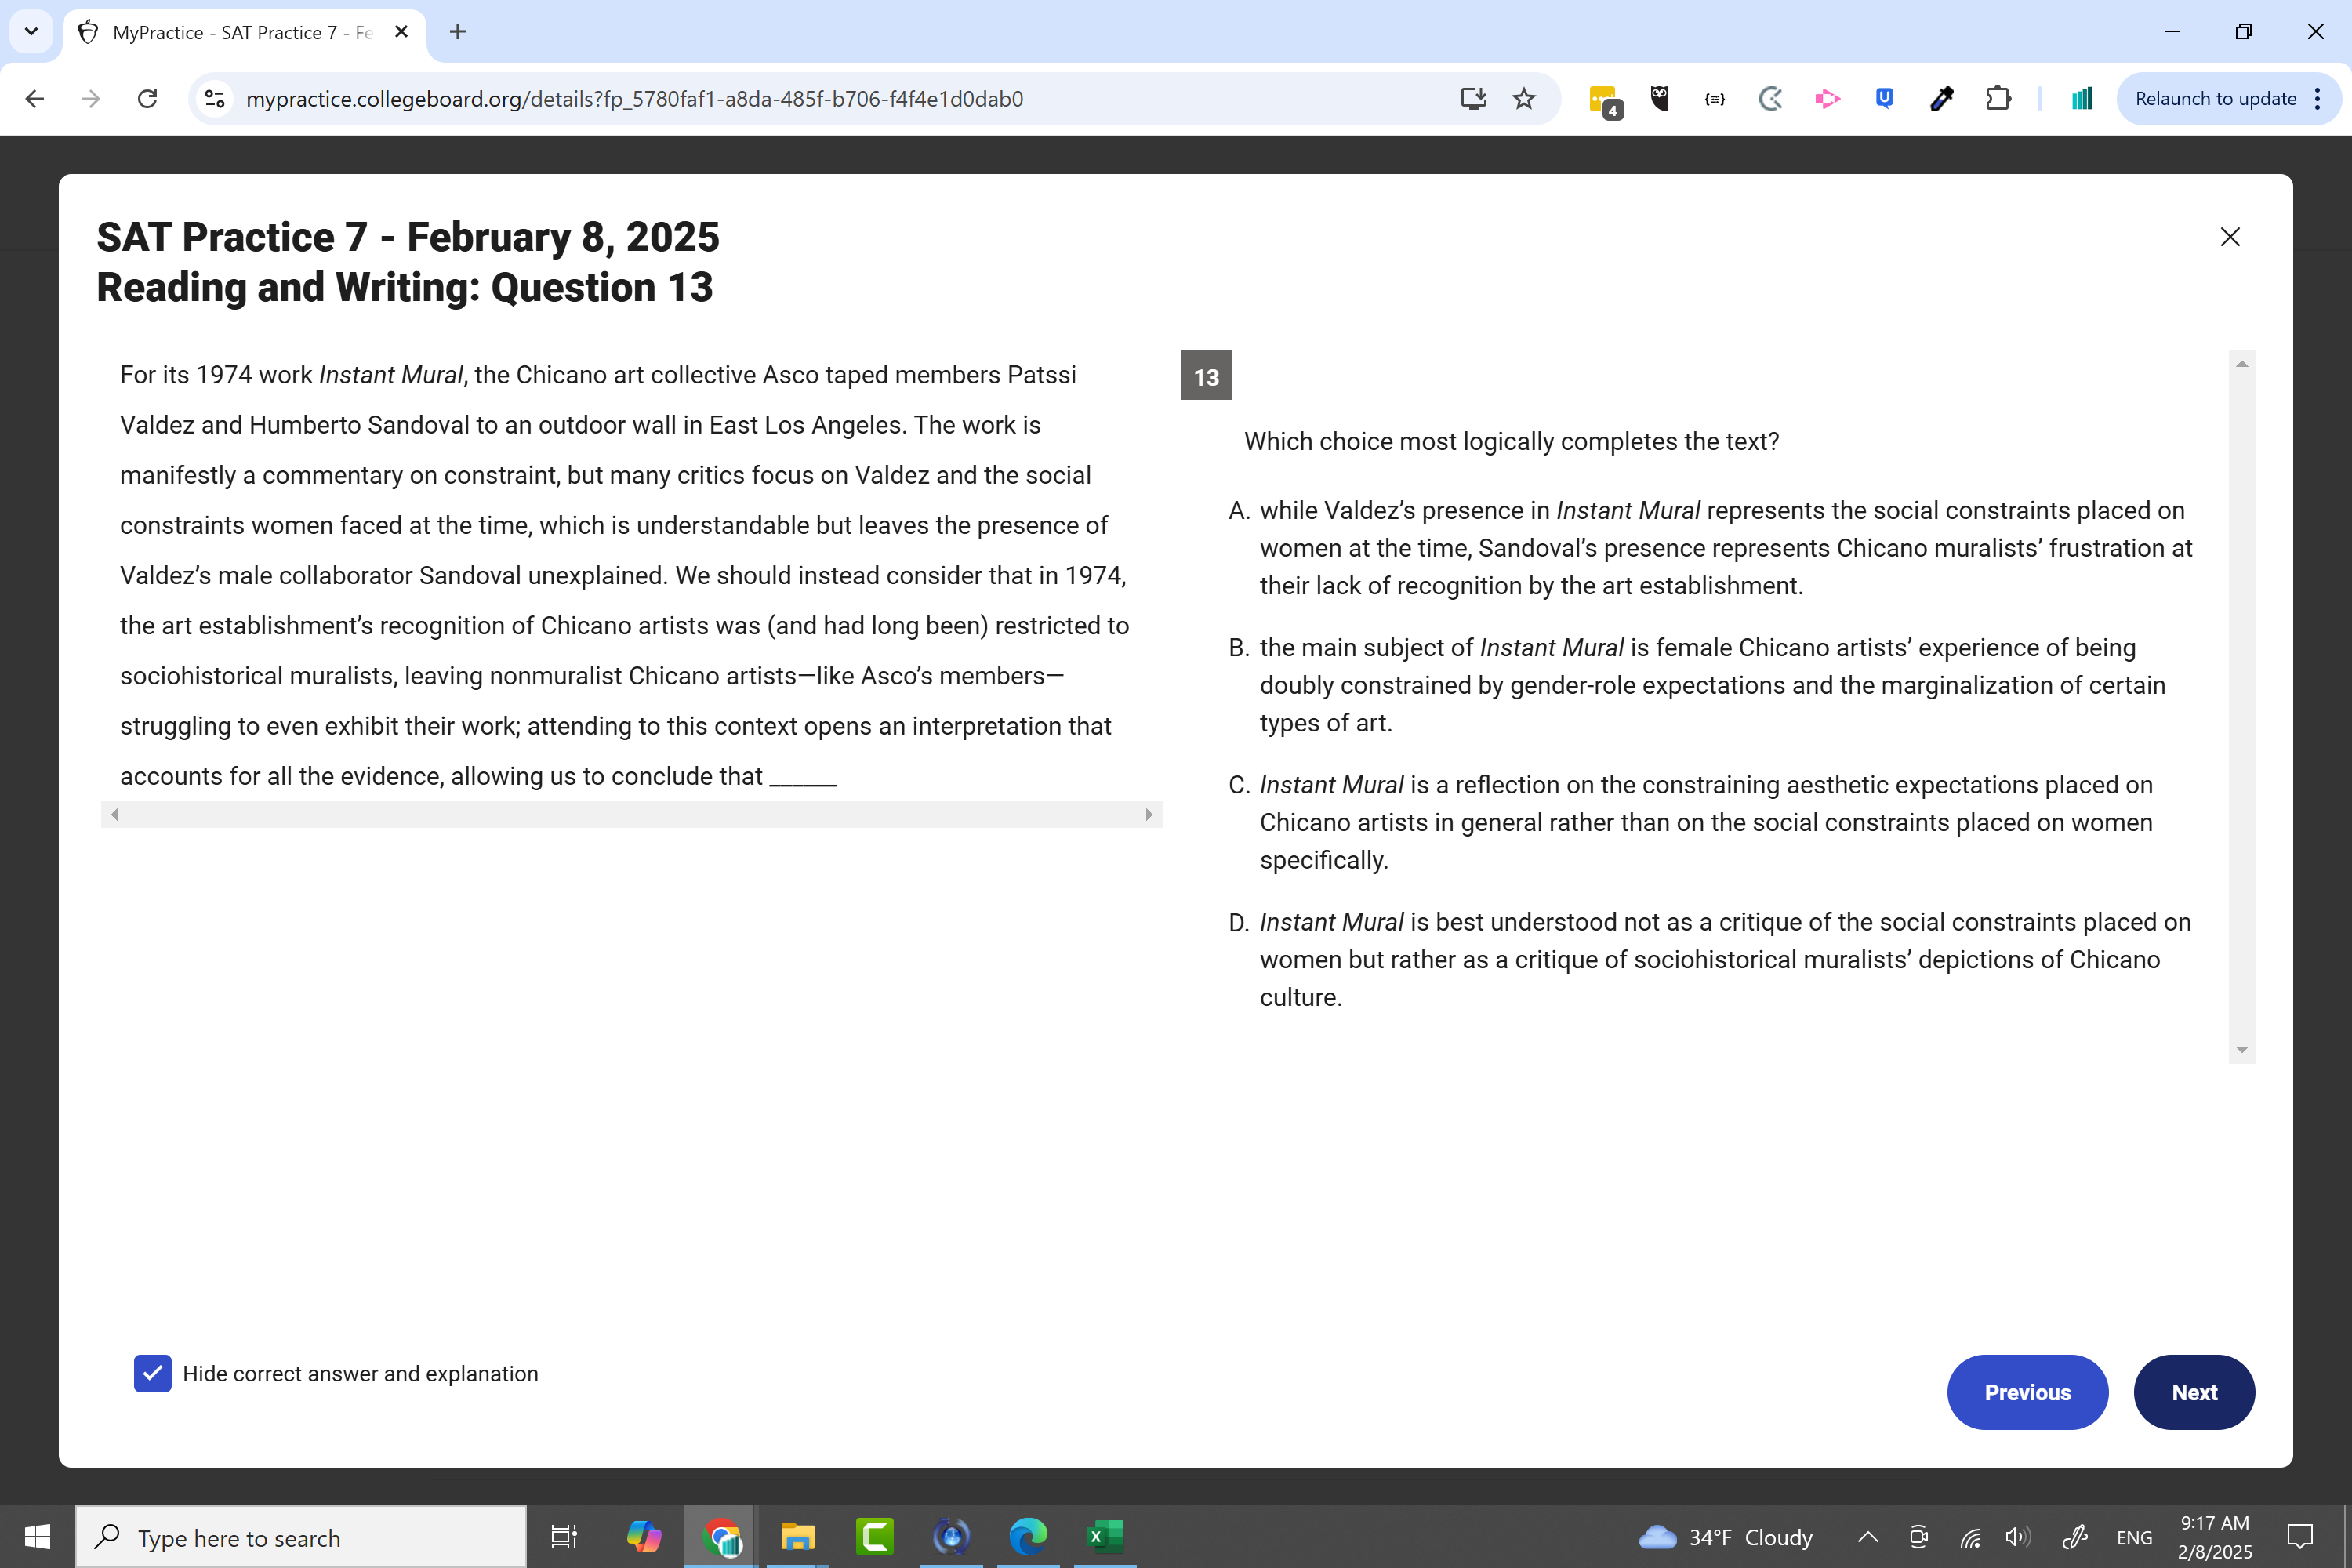 MyPractice - SAT Practice 7 - Fe
mypractice.collegeboard.org/details?fp_5780faf1-a8da-485f-b706-f4f4e1d0dab0
4
Relaunch to update
SAT Practice 7 - February 8, 2025
Reading and Writing: Question 13
For its 1974 work Instant Mural, the Chicano art collective Asco taped members Patssi
Valdez and Humberto Sandoval to an outdoor wall in East Los Angeles. The work is
manifestly a commentary on constraint, but many critics focus on Valdez and the social
constraints women faced at the time, which is understandable but leaves the presence of
Valdez’s male collaborator Sandoval unexplained. We should instead consider that in 1974,
the art establishment’s recognition of Chicano artists was (and had long been) restricted to
sociohistorical muralists, leaving nonmuralist Chicano artists—like Asco’s members—
struggling to even exhibit their work; attending to this context opens an interpretation that
accounts for all the evidence, allowing us to conclude that ______
13
Which choice most logically completes the text?
A. while Valdez’s presence in Instant Mural represents the social constraints placed on
women at the time, Sandoval’s presence represents Chicano muralists’ frustration at
their lack of recognition by the art establishment.
B. the main subject of Instant Mural is female Chicano artists’ experience of being
doubly constrained by gender-role expectations and the marginalization of certain
types of art.
C. Instant Mural is a reflection on the constraining aesthetic expectations placed on
Chicano artists in general rather than on the social constraints placed on women
specifically.
D. Instant Mural is best understood not as a critique of the social constraints placed on
women but rather as a critique of sociohistorical muralists’ depictions of Chicano
culture.
Hide correct answer and explanation
Previous
Next
Type here to search
34°F Cloudy
ENG
9:17 AM
2/8/2025